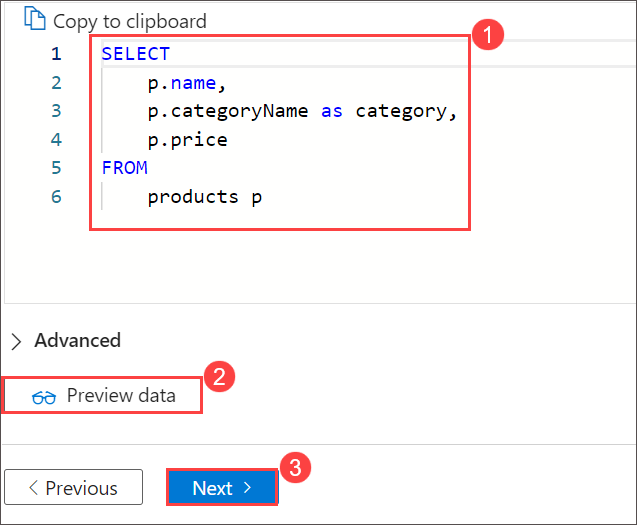 Copy to clipboard
1
1 SELECT
2 p.name,
3 p.categoryName as category,
4 p.price
5 FROM
6 products p
Advanced
2
Preview data
3
Previous Next